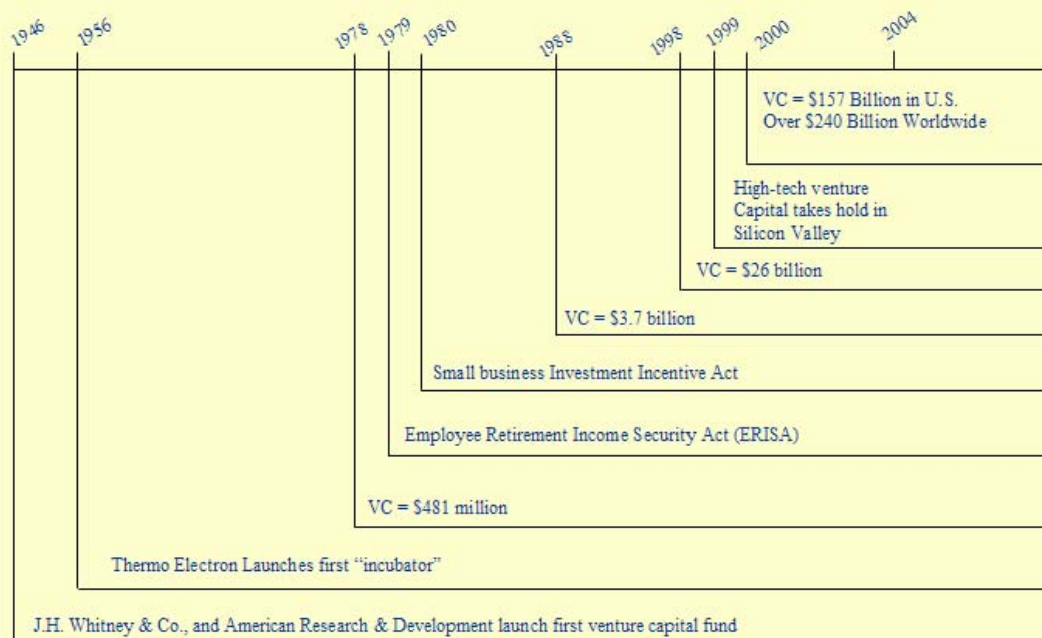 1946
1956
1978
1979
1980
1988
1998
1999
2000
2004
VC = $157 Billion in U.S.
Over $240 Billion Worldwide
High-tech venture
Capital takes hold in
Silicon Valley
VC = $26 billion
VC = $3.7 billion
Small business Investment Incentive Act
Employee Retirement Income Security Act (ERISA)
VC = $481 million
Thermo Electron Launches first “incubator”
J.H. Whitney & Co., and American Research & Development launch first venture capital fund